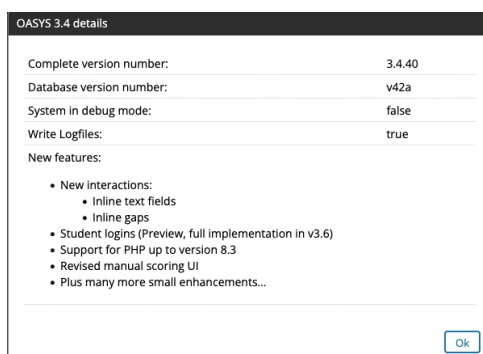 OASYS 3.4 details
Complete version number: 3.4.40
Database version number: v42a
System in debug mode: false
Write Logfiles: true
New features:
• New interactions:
• Inline text fields
• Inline gaps
• Student logins (Preview, full implementation in v3.6)
• Support for PHP up to version 8.3
• Revised manual scoring UI
• Plus many more small enhancements...
Ok